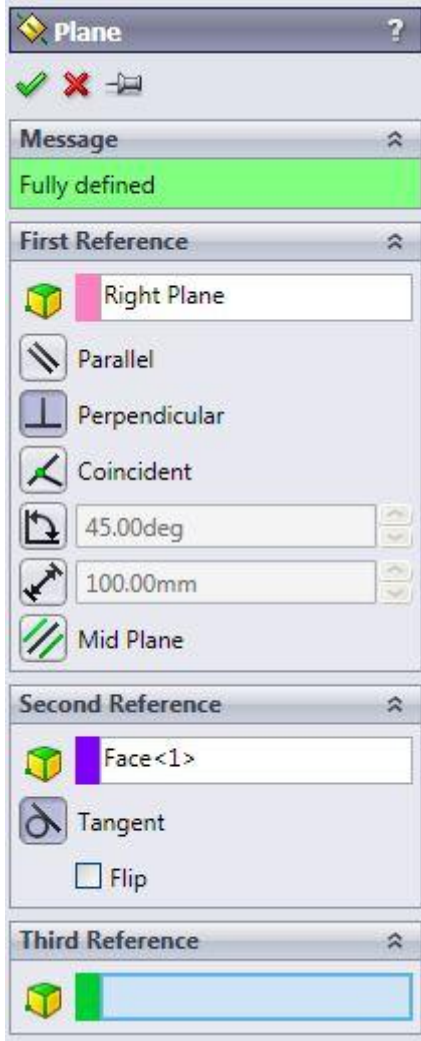 Plane ?
Message
Fully defined
First Reference
Right Plane
Parallel
Perpendicular
Coincident
45.00deg
100.00mm
Mid Plane
Second Reference
Face<1>
Tangent
Flip
Third Reference